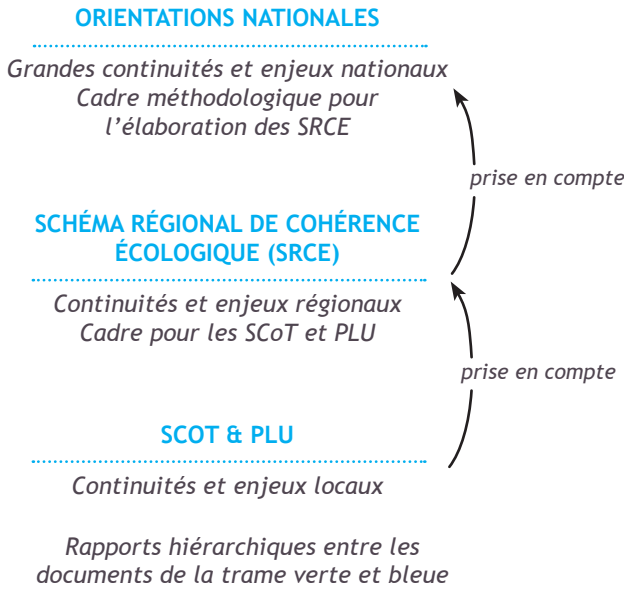 ORIENTATIONS NATIONALES
Grandes continuités et enjeux nationaux
Cadre méthodologique pour
l’élaboration des SRCE
prise en compte
SCHÉMA RÉGIONAL DE COHÉRENCE
ÉCOLOGIQUE (SRCE)
Continuités et enjeux régionaux
Cadre pour les SCoT et PLU
prise en compte
SCOT & PLU
Continuités et enjeux locaux
Rapports hiérarchiques entre les
documents de la trame verte et bleue